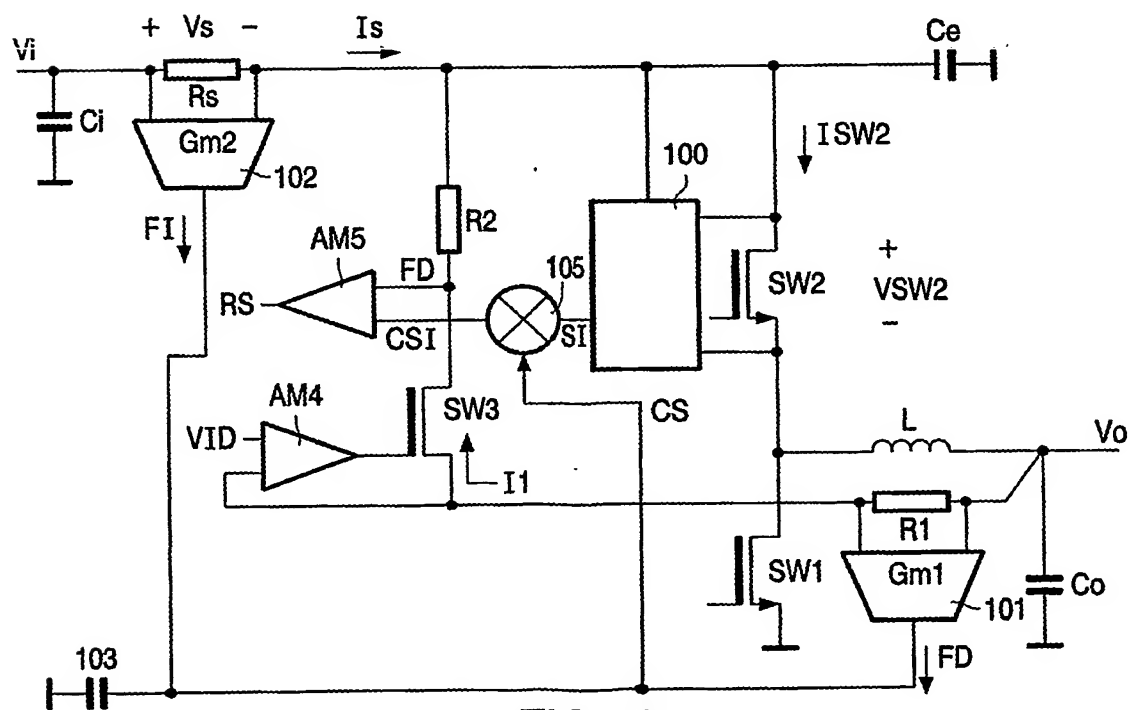 + Vs -
Is
Ce
Vi
Rs
Ci
Gm2
102
100
ISW2
FI
R2
AM5
FD
105
SW2
+
VSW2
-
RS
CSI
SI
AM4
SW3
CS
VID
L
Vo
I1
R1
SW1
Gm1
Co
101
103
FD